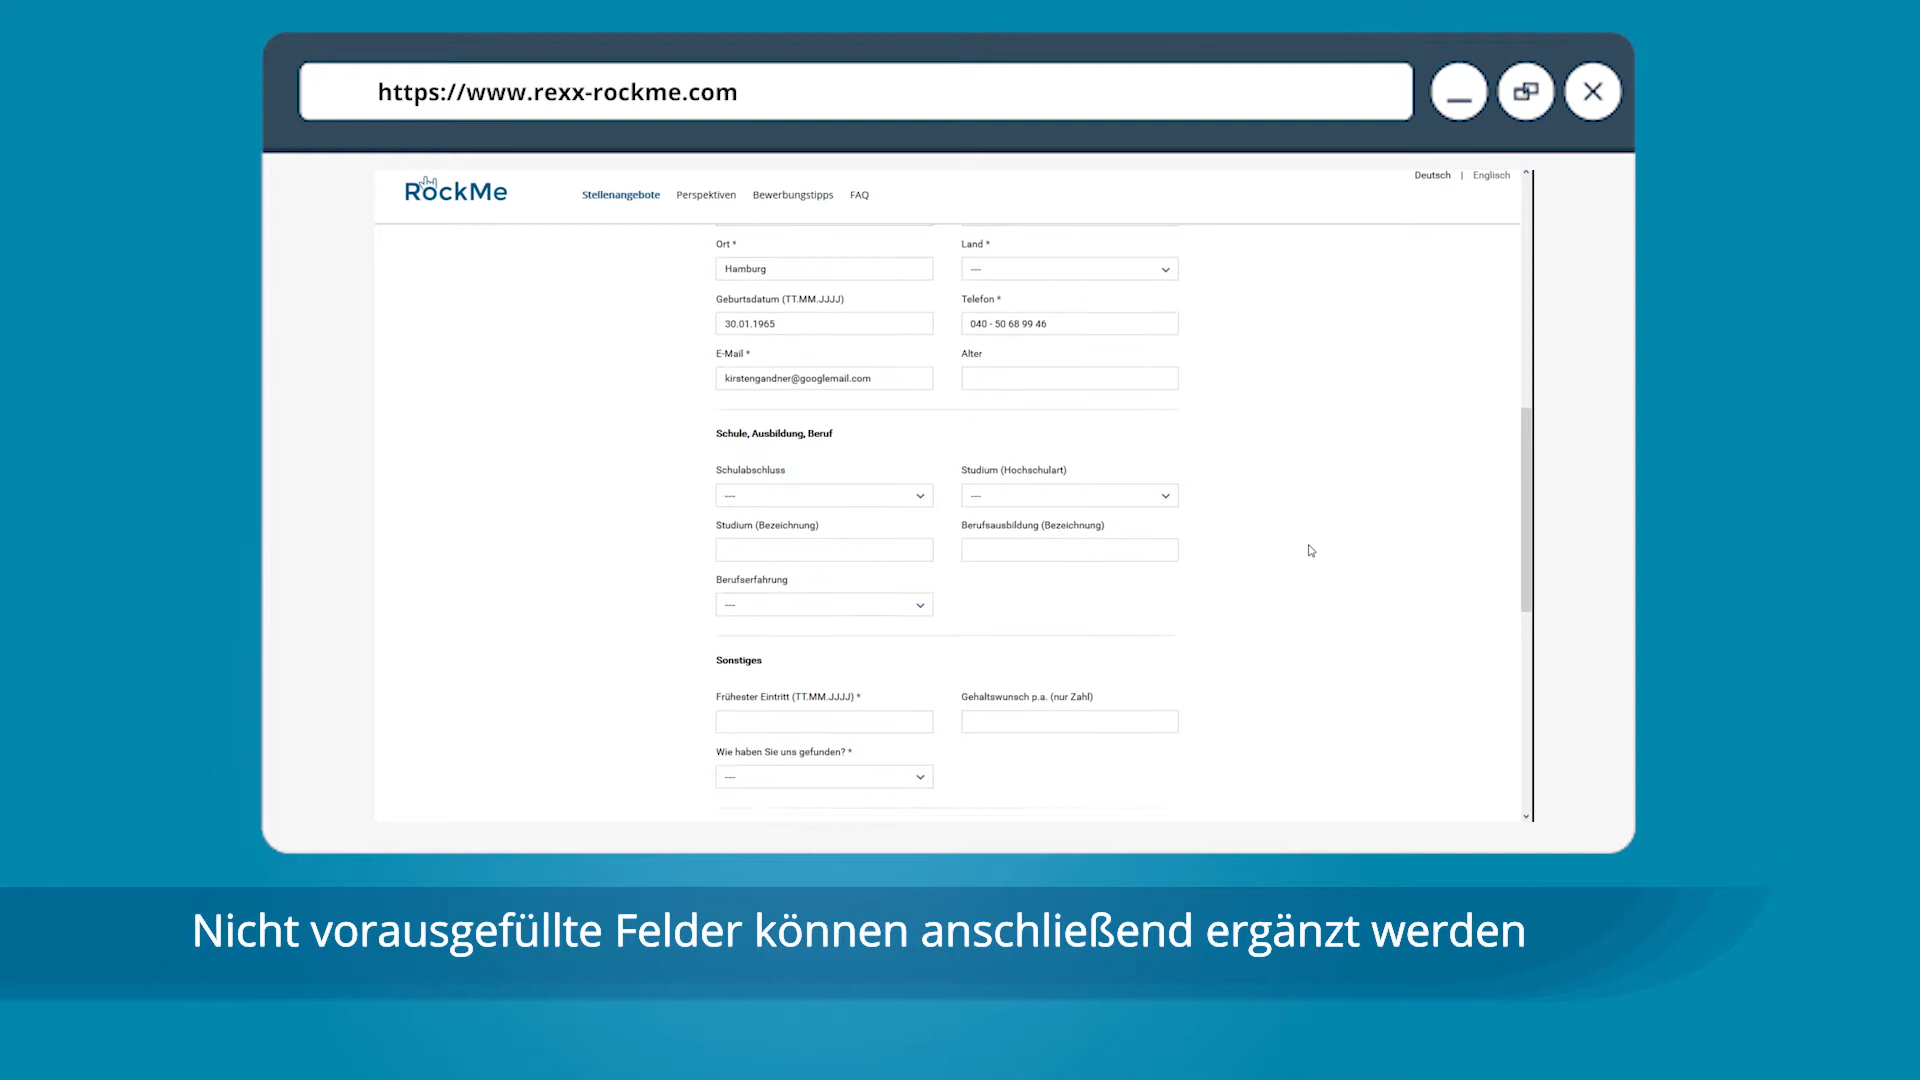 https://www.rexx-rockme.com
RockMe
Stellenangebote Perspektiven Bewerbungstipps FAQ
Deutsch | Englisch
Ort * Land *
Hamburg ---
Geburtsdatum (TT.MM.JJJJ) Telefon *
30.01.1965 040 - 50 68 99 46
E-Mail * Alter
kirstengandner@googlemail.com
Schule, Ausbildung, Beruf
Schulabschluss Studium (Hochschulart)
--- ---
Studium (Bezeichnung) Berufsausbildung (Bezeichnung)
Berufserfahrung
---
Sonstiges
Frühester Eintritt (TT.MM.JJJJ) * Gehaltswunsch p.a. (nur Zahl)
Wie haben Sie uns gefunden? *
---
Nicht vorausgefüllte Felder können anschließend ergänzt werden